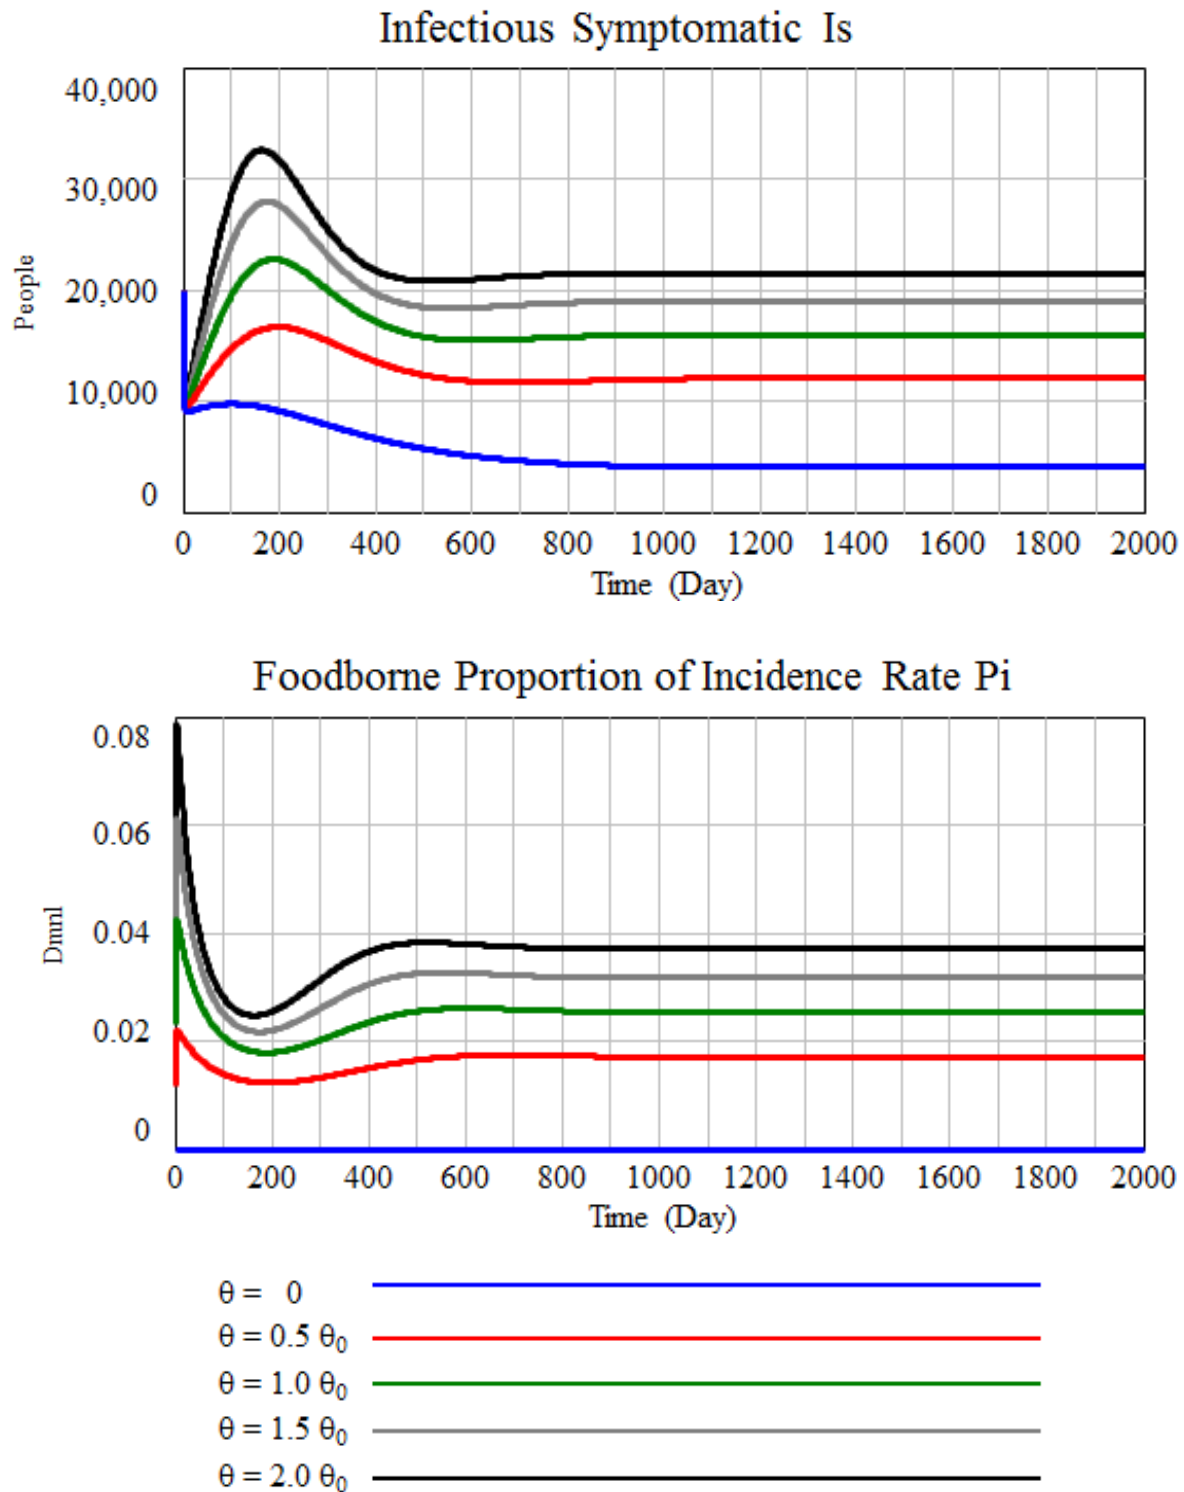 Infectious Symptomatic Is
40,000
30,000
20,000
10,000
0
People
0 200 400 600 800 1000 1200 1400 1600 1800 2000
Time (Day)
Foodborne Proportion of Incidence Rate Pi
0.08
0.06
0.04
0.02
0
Dmnl
0 200 400 600 800 1000 1200 1400 1600 1800 2000
Time (Day)
θ = 0
θ = 0.5 θ₀
θ = 1.0 θ₀
θ = 1.5 θ₀
θ = 2.0 θ₀